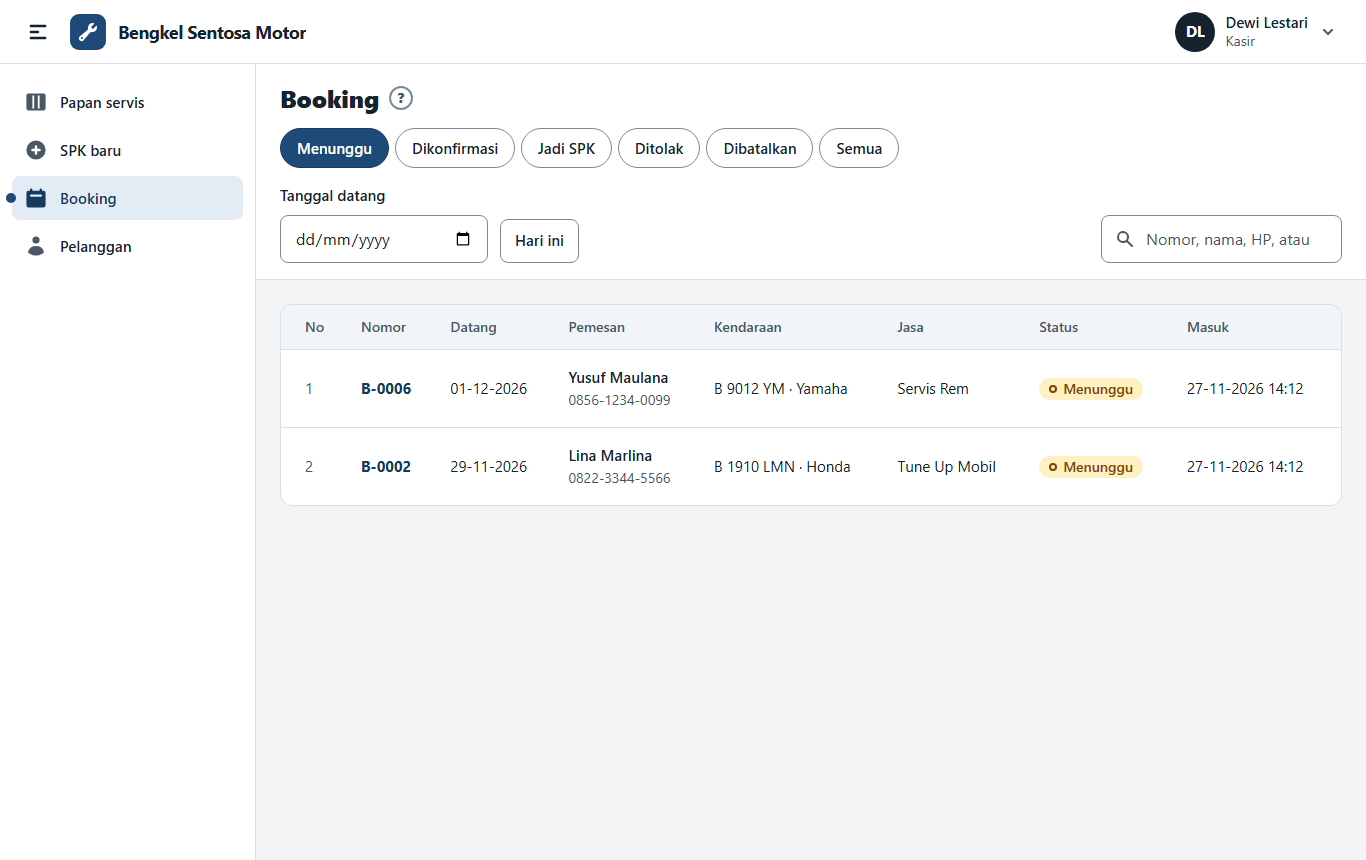 Bengkel Sentosa Motor
DL
Dewi Lestari
Kasir
Papan servis
SPK baru
Booking
Pelanggan
Booking ?
Menunggu Dikonfirmasi Jadi SPK Ditolak Dibatalkan Semua
Tanggal datang
dd/mm/yyyy Hari ini Nomor, nama, HP, atau
No Nomor Datang Pemesan Kendaraan Jasa Status Masuk
1 B-0006 01-12-2026 Yusuf Maulana B 9012 YM · Yamaha Servis Rem Menunggu 27-11-2026 14:12
0856-1234-0099
2 B-0002 29-11-2026 Lina Marlina B 1910 LMN · Honda Tune Up Mobil Menunggu 27-11-2026 14:12
0822-3344-5566